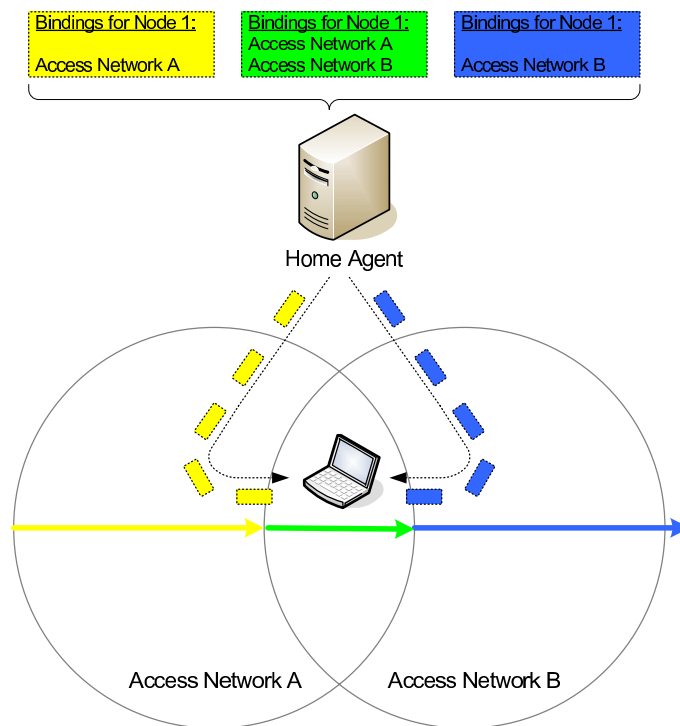 Bindings for Node 1:
Access Network A
Bindings for Node 1:
Access Network A
Access Network B
Bindings for Node 1:
Access Network B
Home Agent
Access Network A
Access Network B